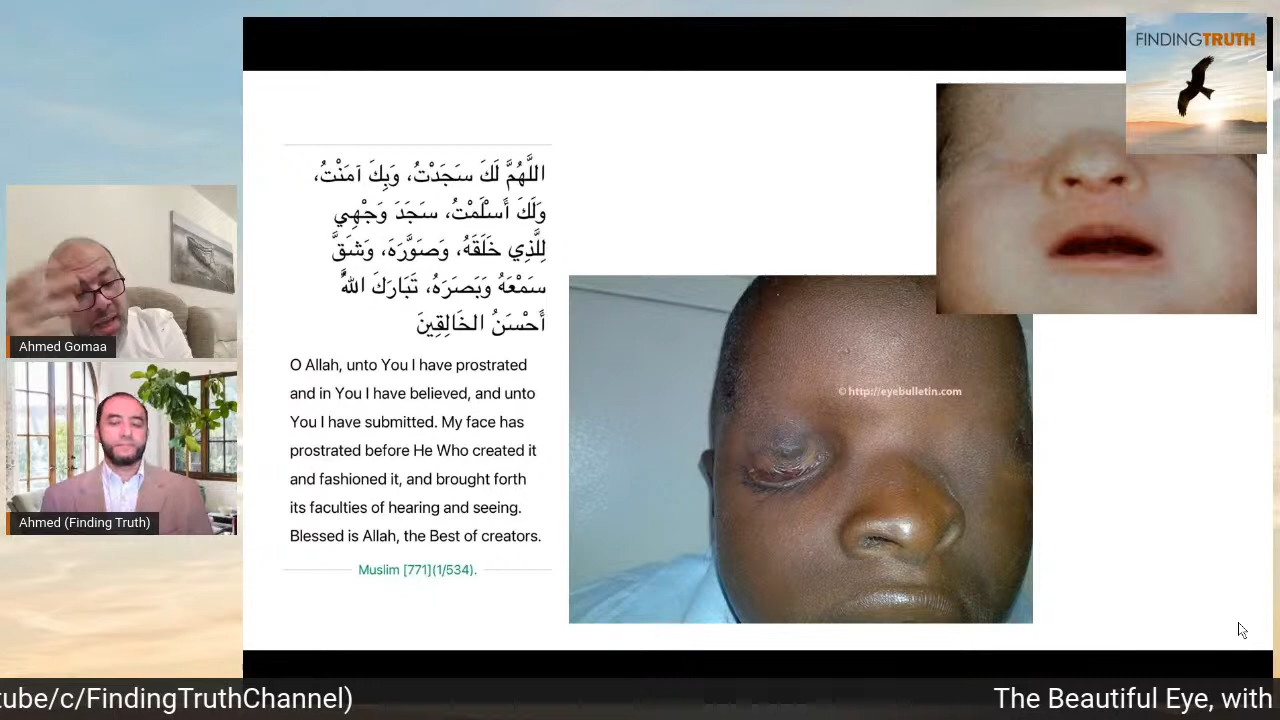 FINDINGTRUTH
اللَّهُمَّ لَكَ سَجَدْتُ، وَبِكَ آمَنْتُ،
وَلَكَ أَسْلَمْتُ، سَجَدَ وَجْهِي
لِلَّذِي خَلَقَهُ، وَصَوَّرَهُ، وَشَقَّ
سَمْعَهُ وَبَصَرَهُ، تَبَارَكَ اللهُ
أَحْسَنُ الخَالِقِينَ
O Allah, unto You I have prostrated
and in You I have believed, and unto
You I have submitted. My face has
prostrated before He Who created it
and fashioned it, and brought forth
its faculties of hearing and seeing.
Blessed is Allah, the Best of creators.
Muslim [771](1/534).
© http://eyebulletin.com
Ahmed Gomaa
Ahmed (Finding Truth)
tube/c/FindingTruthChannel)
The Beautiful Eye, with